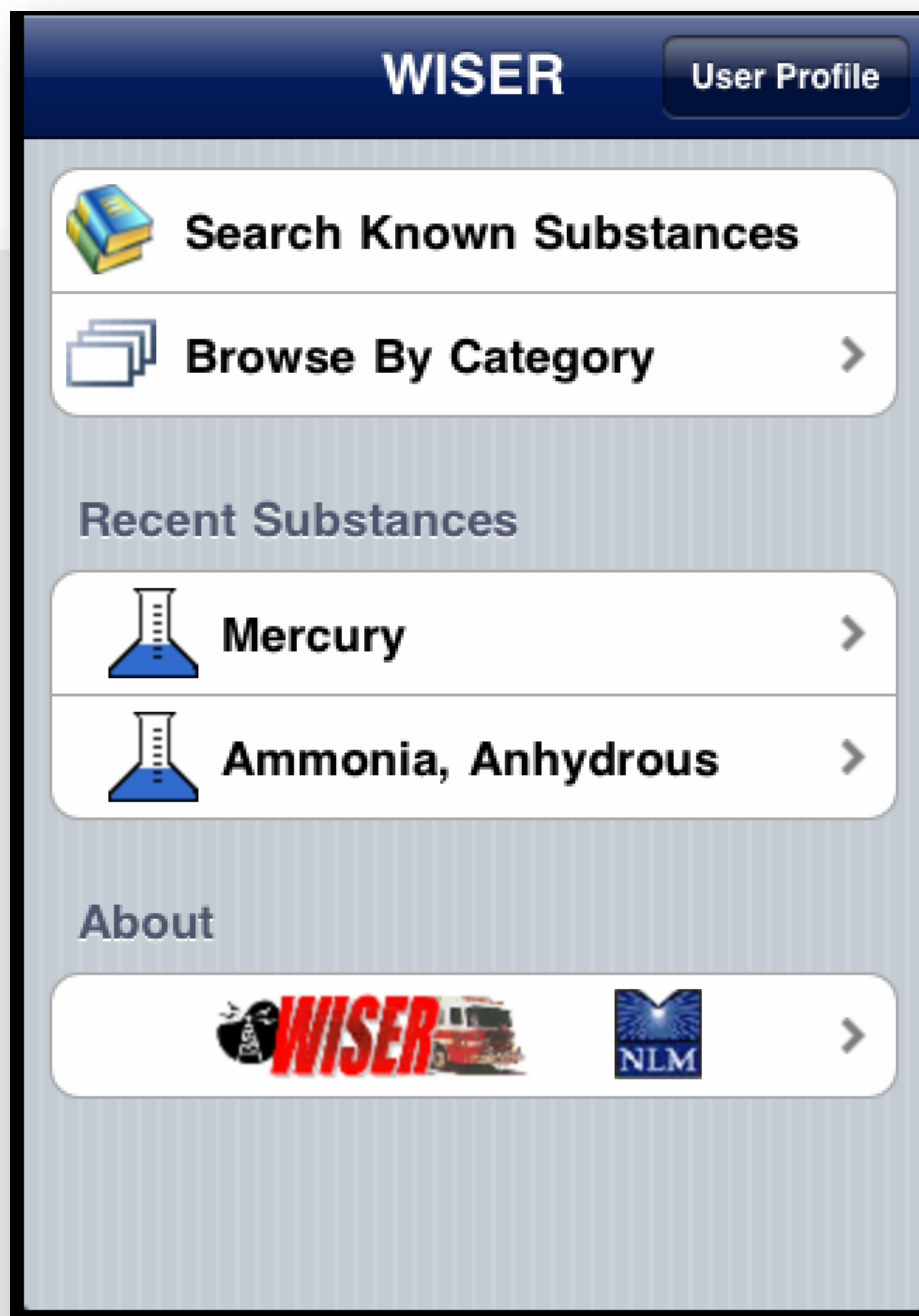 WISER
User Profile
Search Known Substances
Browse By Category
Recent Substances
Mercury
Ammonia, Anhydrous
About
WISER
NLM